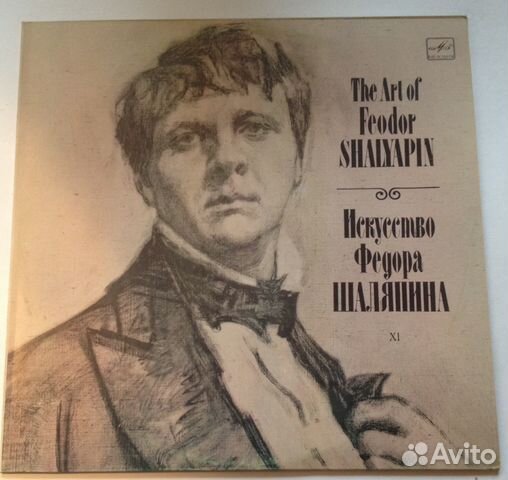 The Art of
Feodor
SHALYAPIN
Искусство
Федора
ШАЛЯПИНА
XI
Avito